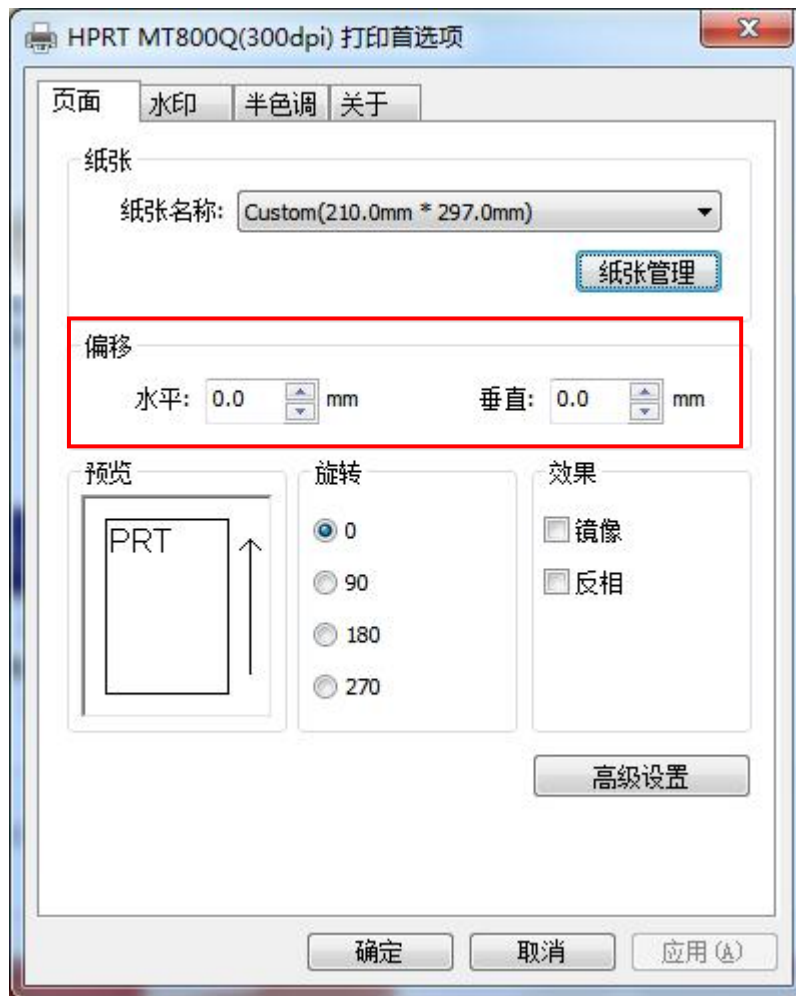 HPRT MT800Q(300dpi) 打印首选项
页面 水印 半色调 关于
纸张
纸张名称: Custom(210.0mm * 297.0mm)
纸张管理
偏移
水平: 0.0 mm 垂直: 0.0 mm
预览 旋转 效果
PRT 0 镜像
90 反相
180
270
高级设置
确定 取消 应用(A)